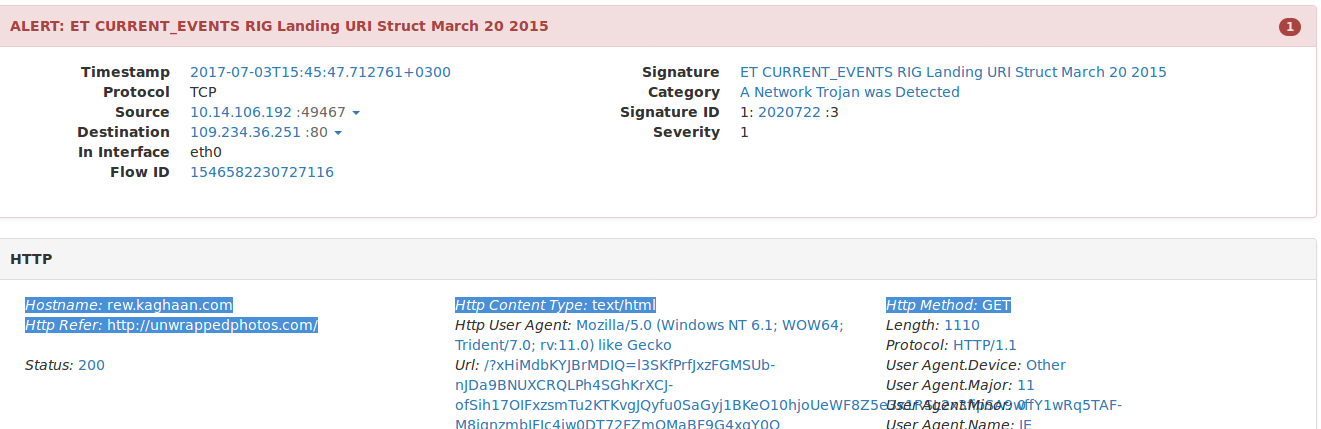 ALERT: ET CURRENT_EVENTS RIG Landing URI Struct March 20 2015
1
Timestamp 2017-07-03T15:45:47.712761+0300
Protocol TCP
Source 10.14.106.192 :49467
Destination 109.234.36.251 :80
In Interface eth0
Flow ID 1546582230727116
Signature ET CURRENT_EVENTS RIG Landing URI Struct March 20 2015
Category A Network Trojan was Detected
Signature ID 1: 2020722 :3
Severity 1
HTTP
Hostname: rew.kaghaan.com
Http Refer: http://unwrappedphotos.com/
Status: 200
Http Content Type: text/html
Http User Agent: Mozilla/5.0 (Windows NT 6.1; WOW64;
Trident/7.0; rv:11.0) like Gecko
Url: /?xHiMdbKYJBrMDIQ=l3SKfPrfJxzFGMSUb-
nJDa9BNUXCRQLPh4SGhKrXCJ-
Http Method: GET
Length: 1110
Protocol: HTTP/1.1
User Agent.Device: Other
User Agent.Major: 11
User Agent.Minor: 0
User Agent.Name: IE